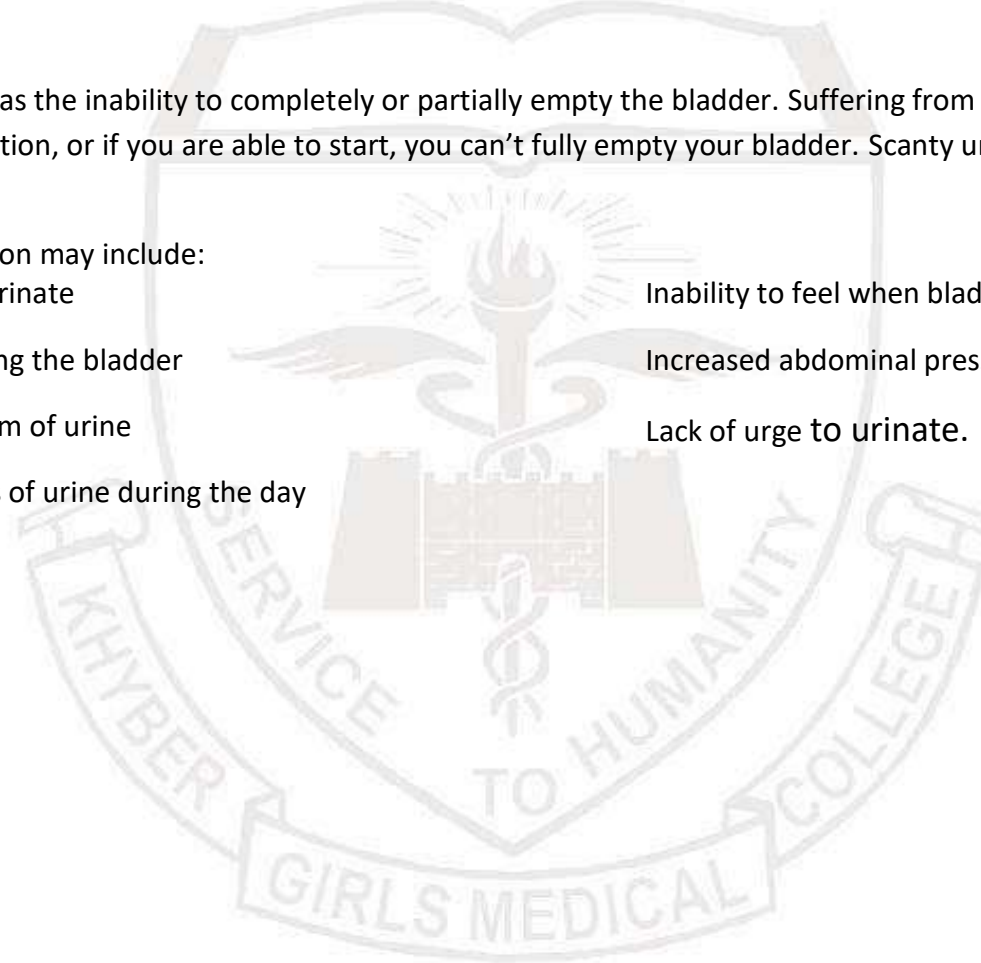 as the inability to completely or partially empty the bladder. Suffering from
tion, or if you are able to start, you can’t fully empty your bladder. Scanty u
on may include:
rinate
Inability to feel when blad
ng the bladder
Increased abdominal pres
m of urine
Lack of urge to urinate.
of urine during the day
SERVICE TO HUMANITY
KHYBER GIRLS MEDICAL COLLEGE